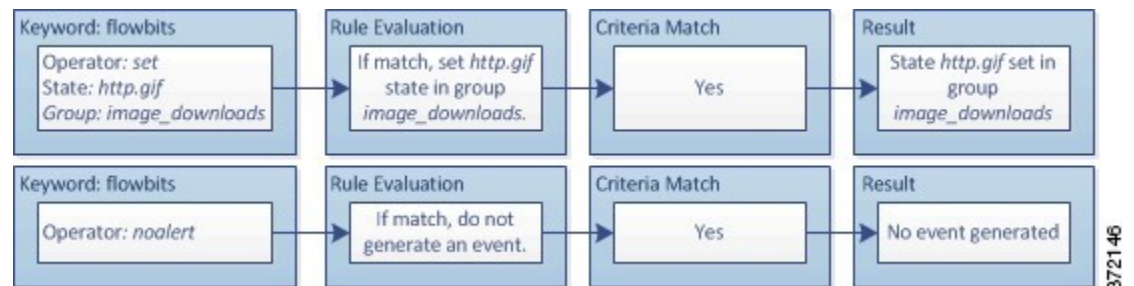 Keyword: flowbits
Operator: set
State: http.gif
Group: image_downloads
Rule Evaluation
If match, set http.gif
state in group
image_downloads.
Criteria Match
Yes
Result
State http.gif set in
group
image_downloads
Keyword: flowbits
Operator: noalert
Rule Evaluation
If match, do not
generate an event.
Criteria Match
Yes
Result
No event generated
372146